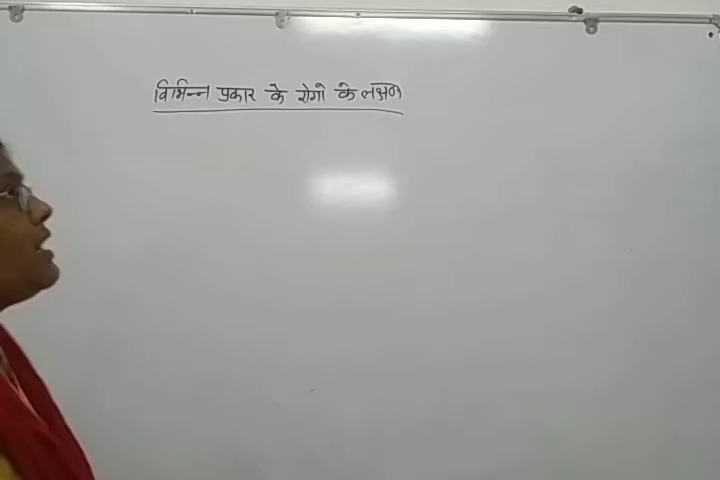 विभिन्न प्रकार के रोगों के लक्षण